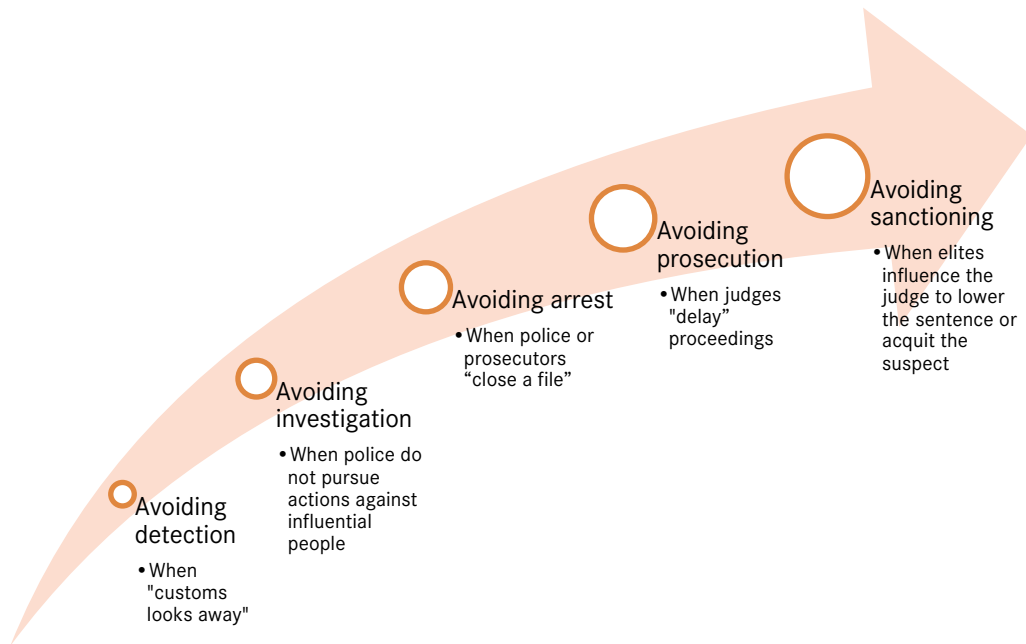 Avoiding
detection
• When
"customs
looks away"
Avoiding
investigation
• When police do
not pursue
actions against
influential
people
Avoiding arrest
• When police or
prosecutors
“close a file”
Avoiding
prosecution
• When judges
"delay”
proceedings
Avoiding
sanctioning
• When elites
influence the
judge to lower
the sentence or
acquit the
suspect